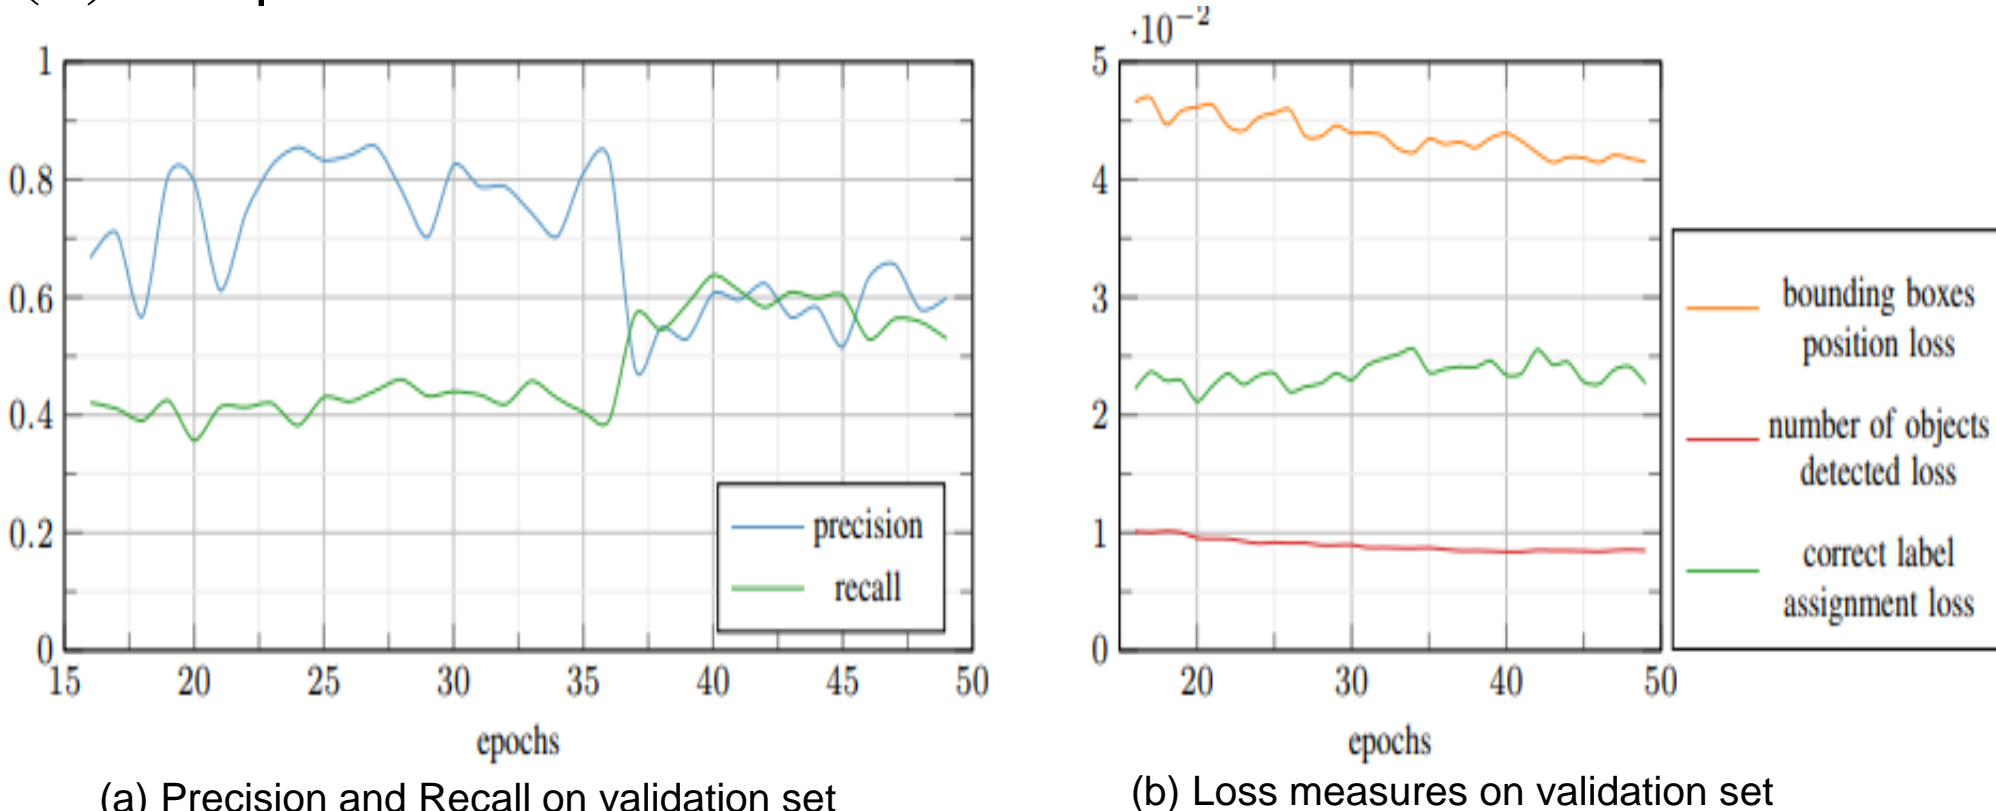 1
0.8
0.6
0.4
0.2
0
15 20 25 30 35 40 45 50
epochs
precision
recall
(a) Precision and Recall on validation set
·10−2
5
4
3
2
1
0
20 30 40 50
epochs
bounding boxes
position loss
number of objects
detected loss
correct label
assignment loss
(b) Loss measures on validation set